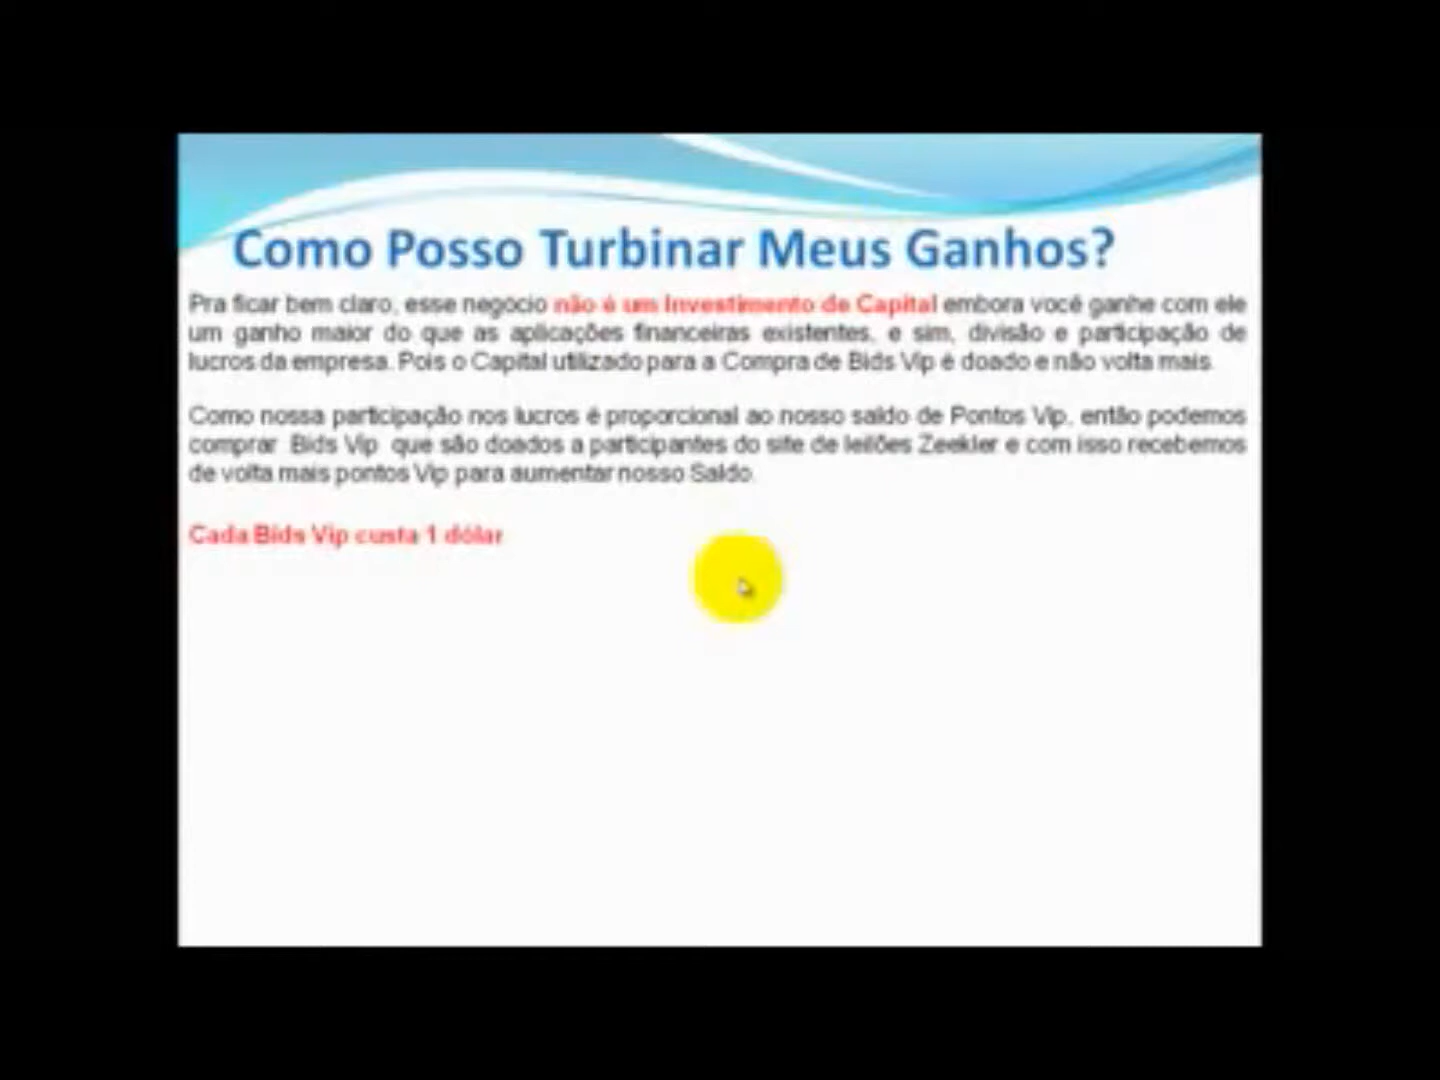 Como Posso Turbinar Meus Ganhos?
Pra ficar bem claro, esse negócio não é um Investimento de Capital embora você ganhe com ele
um ganho maior do que as aplicações financeiras existentes, e sim, divisão e participação de
lucros da empresa. Pois o Capital utilizado para a Compra de Bids Vip é doado e não volta mais.
Como nossa participação nos lucros é proporcional ao nosso saldo de Pontos Vip, então podemos
comprar Bids Vip que são doados a participantes do site de leilões Zeekler e com isso recebemos
de volta mais pontos Vip para aumentar nosso Saldo.
Cada Bids Vip custa 1 dólar